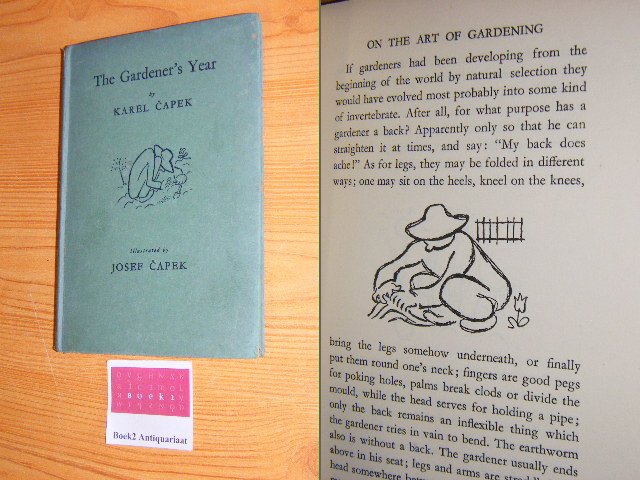 The Gardener's Year
by
KAREL ČAPEK
Illustrated by
JOSEF ČAPEK
BOEK2
Boek2 Antiquariaat
ON THE ART OF GARDENING
If gardeners had been developing from the
beginning of the world by natural selection they
would have evolved most probably into some kind
of invertebrate. After all, for what purpose has a
gardener a back? Apparently only so that he can
straighten it at times, and say: "My back does
ache!" As for legs, they may be folded in different
ways; one may sit on the heels, kneel on the knees,
bring the legs somehow underneath, or finally
put them round one's neck; fingers are good pegs
for poking holes, palms break clods or divide the
mould, while the head serves for holding a pipe;
only the back remains an inflexible thing which
the gardener tries in vain to bend. The earthworm
also is without a back. The gardener usually ends
above in his seat; legs and arms are
head somewhere